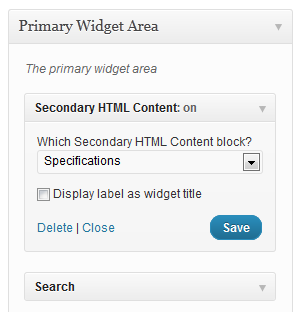 Primary Widget Area
The primary widget area
Secondary HTML Content: on
Which Secondary HTML Content block?
Specifications
Display label as widget title
Delete | Close
Save
Search